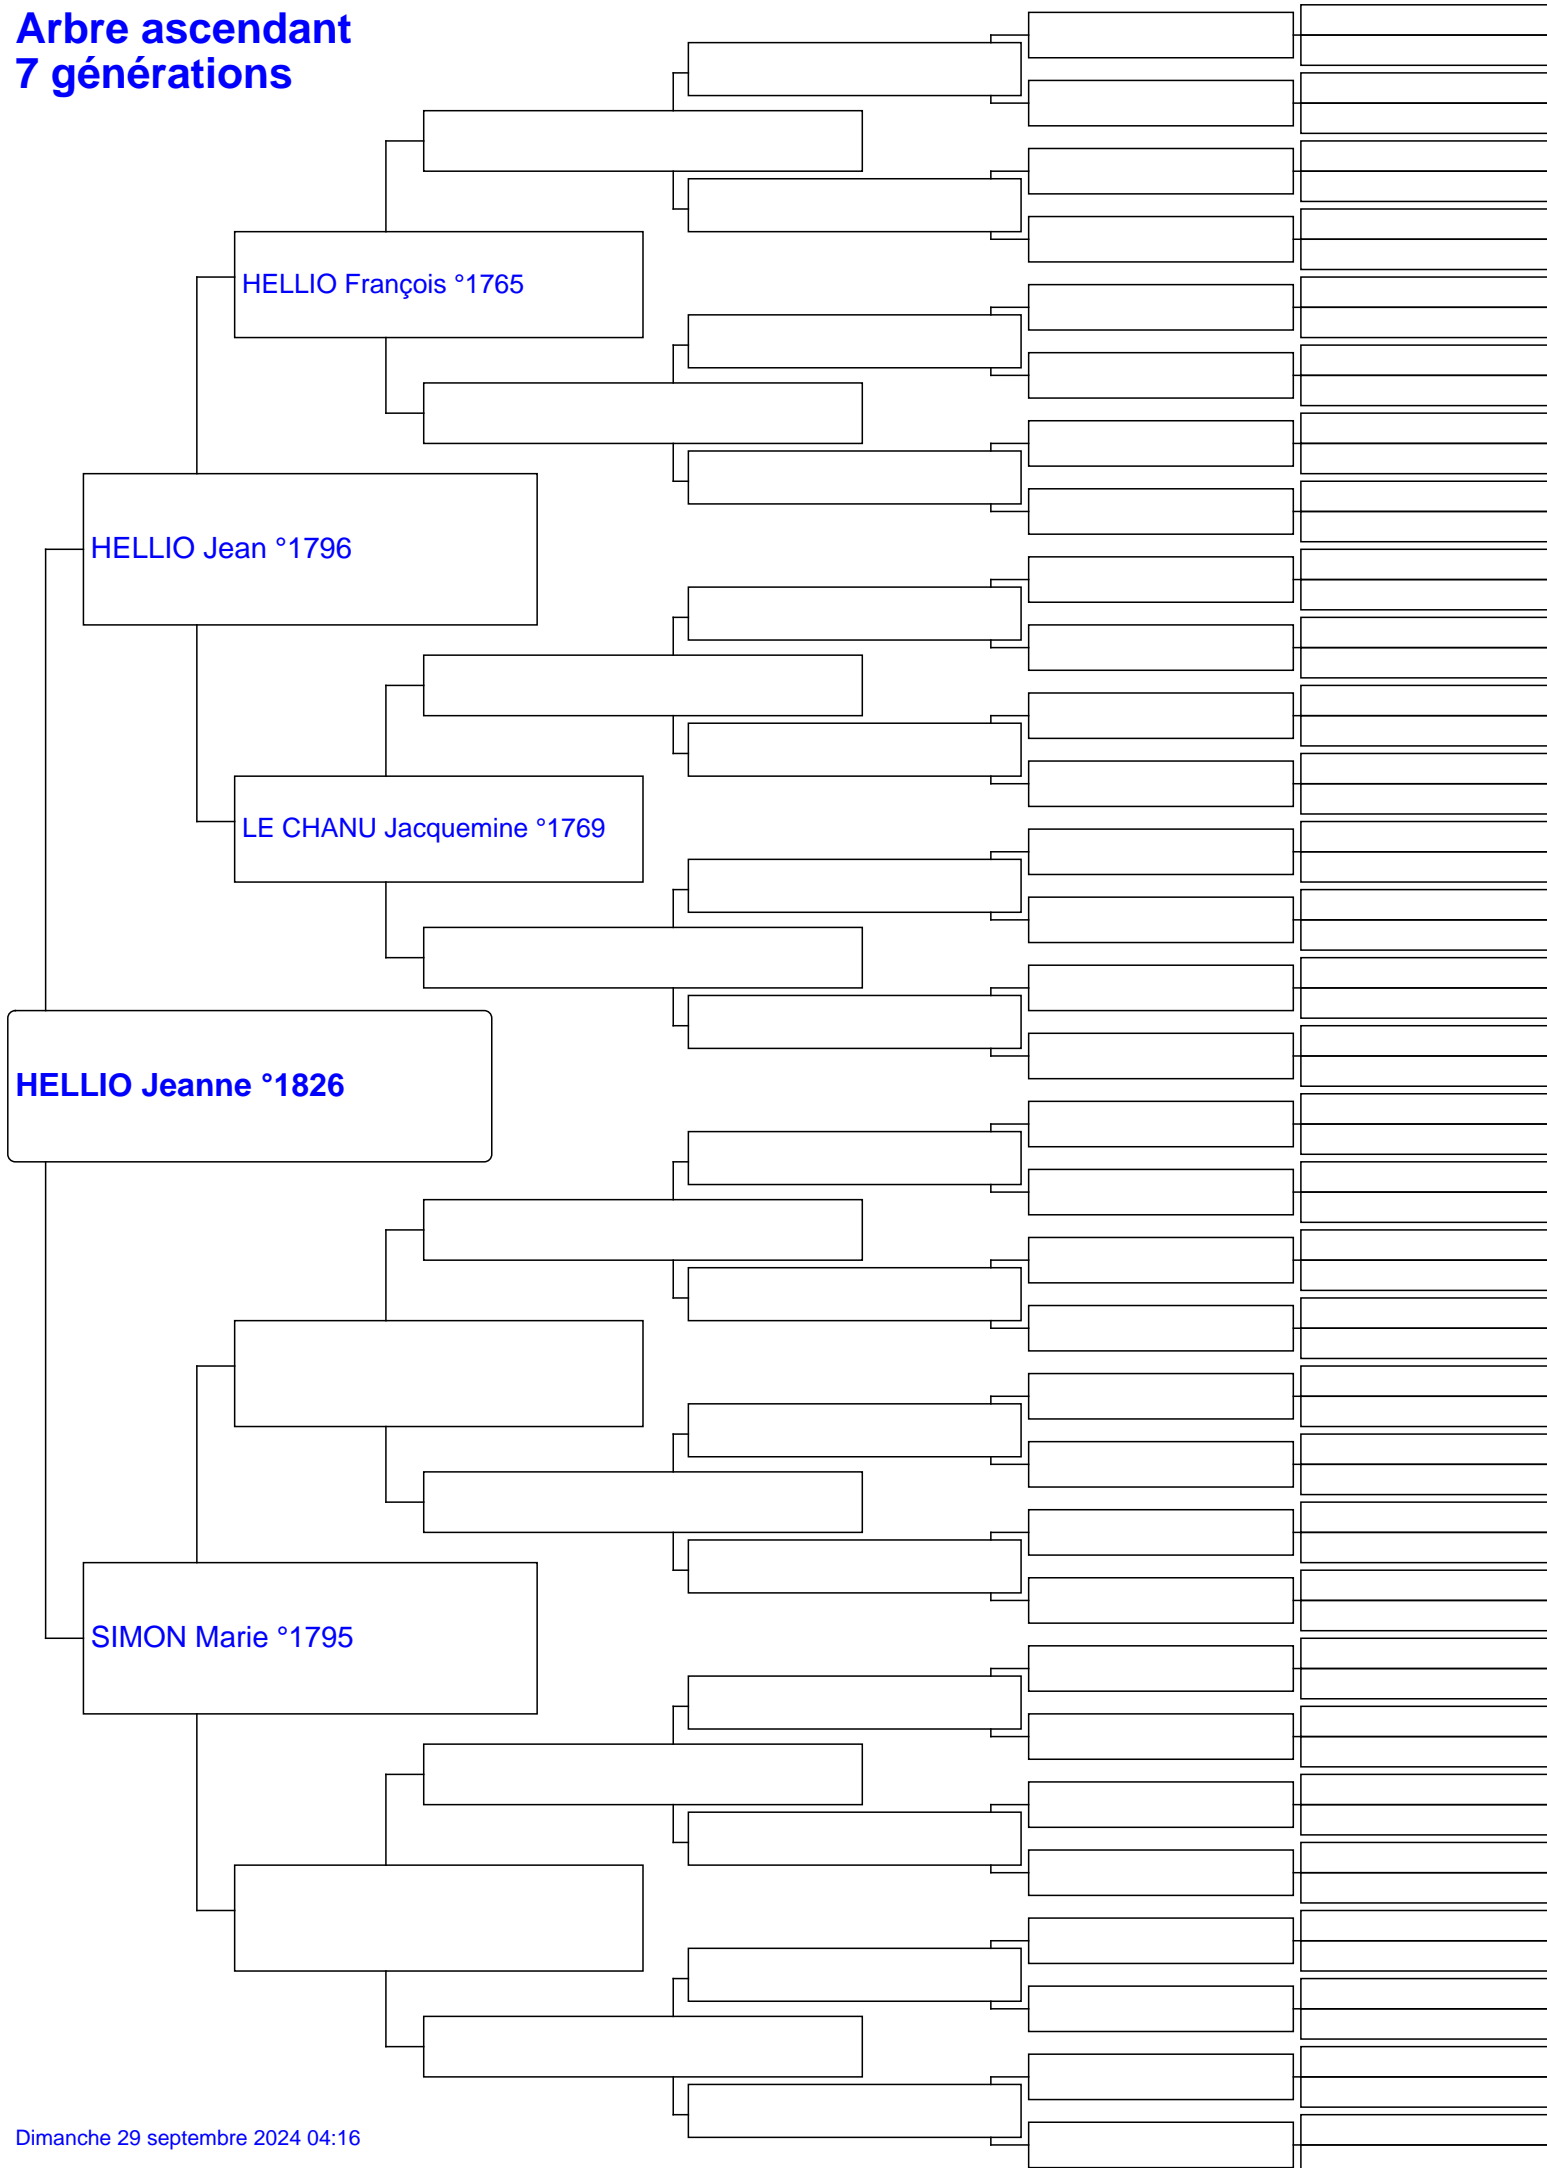 Arbre ascendant
7 générations
HELLIO François °1765
HELLIO Jean °1796
LE CHANU Jacquemine °1769
HELLIO Jeanne °1826
SIMON Marie °1795
Dimanche 29 septembre 2024 04:16